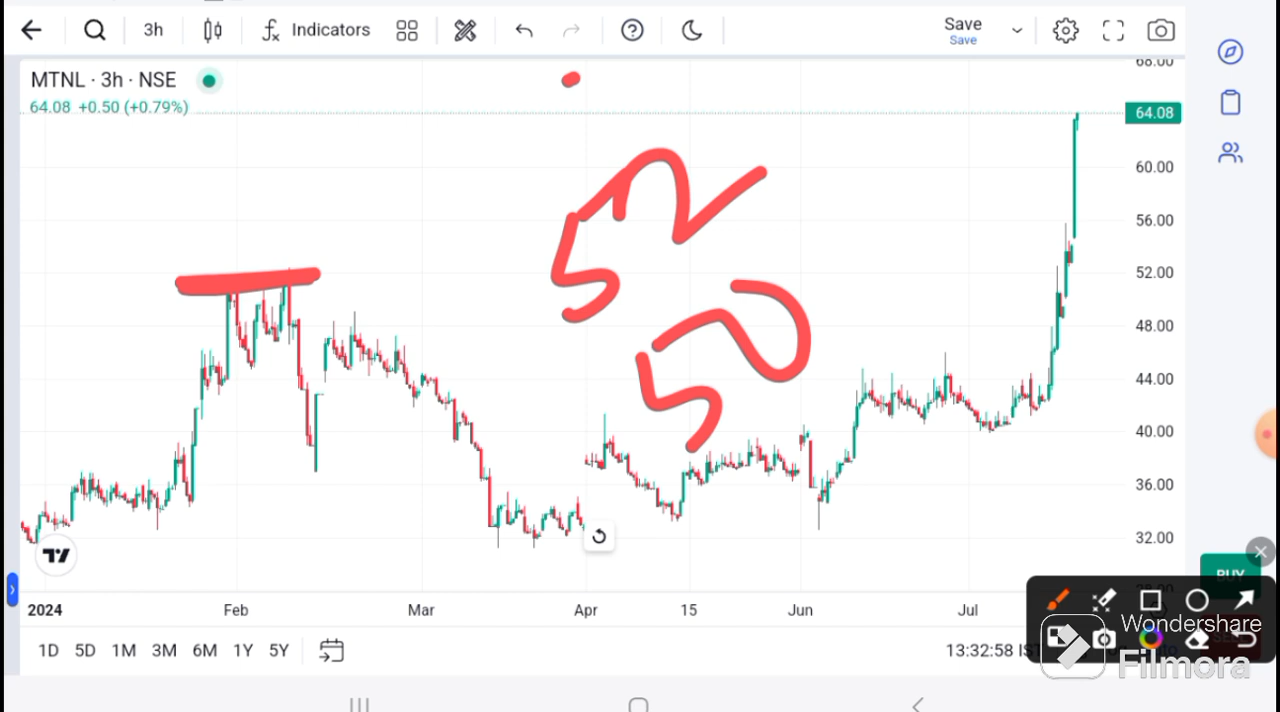 3h
Indicators
Save
Save
MTNL · 3h · NSE
64.08 +0.50 (+0.79%)
68.00
64.08
60.00
56.00
52.00
48.00
44.00
40.00
36.00
32.00
52
50
2024 Feb Mar Apr 15 Jun Jul
BUY
1D 5D 1M 3M 6M 1Y 5Y
13:32:58
Wondershare
Filmora